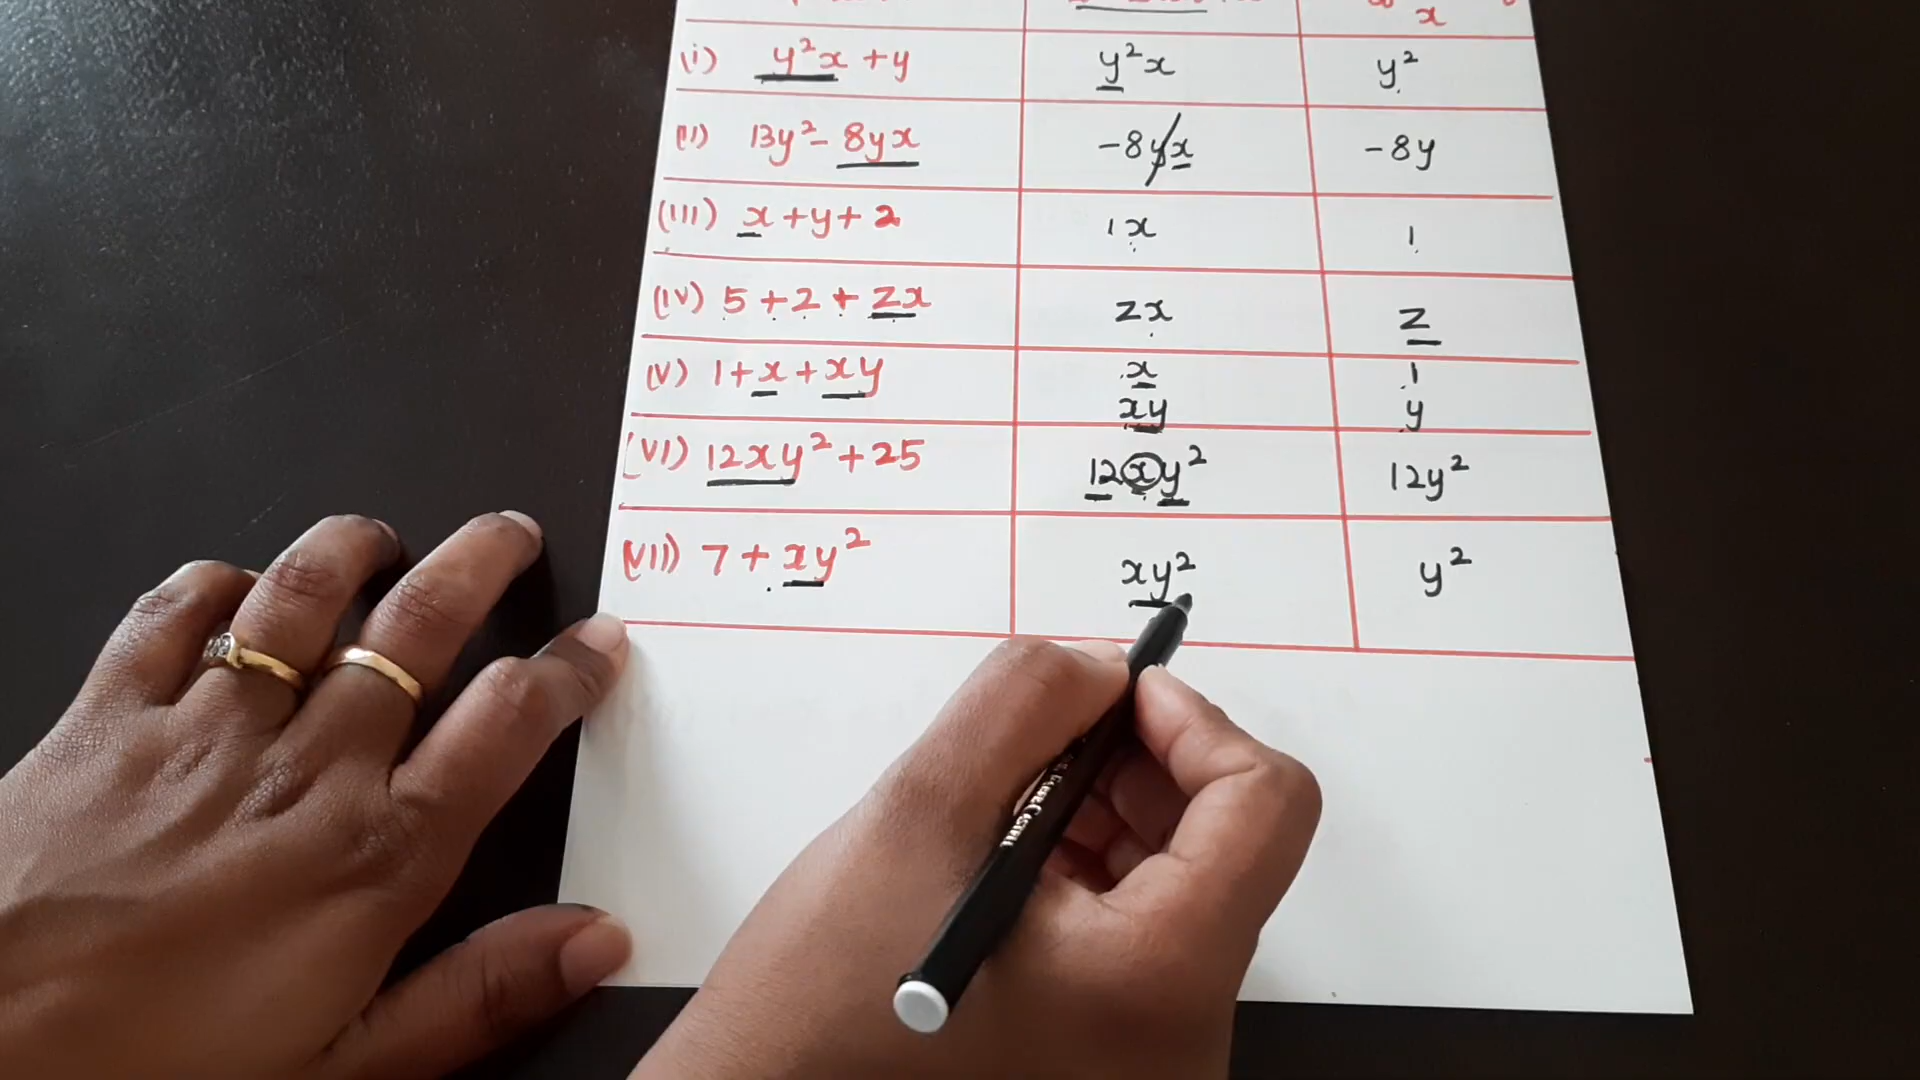 x
(i) y²x + y y²x y²
(ii) 13y² - 8yx -8yx -8y
(iii) x + y + 2 1x 1
(iv) 5 + 2 + zx zx z
(v) 1 + x + xy x 1
xy y
(vi) 12xy² + 25 12xy² 12y²
(vii) 7 + xy² xy² y²